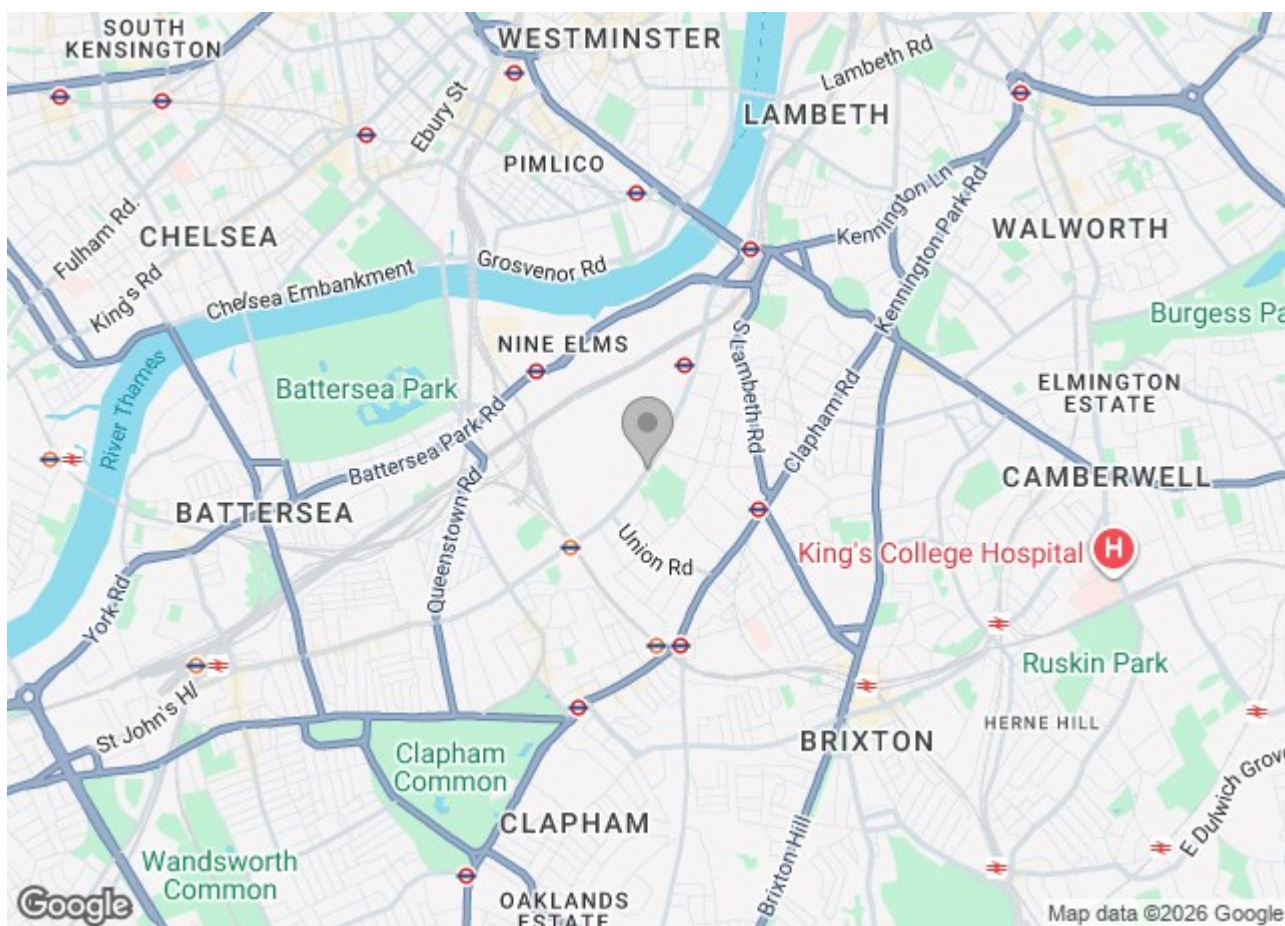 SOUTH
KENSINGTON
WESTMINSTER
Lambeth Rd
Ebury St
LAMBETH
PIMLICO
Kennington Ln
Kennington Park Rd
WALWORTH
Fulham Rd.
CHELSEA
King's Rd
Chelsea Embankment
Grosvenor Rd
Burgess Pa
NINE ELMS
S Lambeth Rd
River Thames
Battersea Park
Clapham Rd
ELMINGTON
ESTATE
Battersea Park Rd
CAMBERWELL
BATTERSEA
Queenstown Rd
Union Rd
King's College Hospital
H
York Rd
Ruskin Park
St John's H
HERNE HILL
BRIXTON
Clapham
Common
E Dulwich Grove
CLAPHAM
Brixton Hill
Wandsworth
Common
OAKLANDS
ESTATE
Google
Map data ©2026 Google